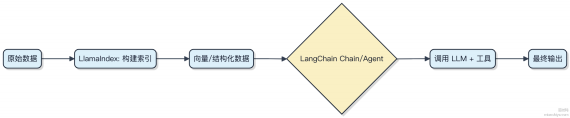 原始数据
LlamaIndex: 构建索引
向量/结构化数据
LangChain Chain/Agent
调用 LLM + 工具
最终输出